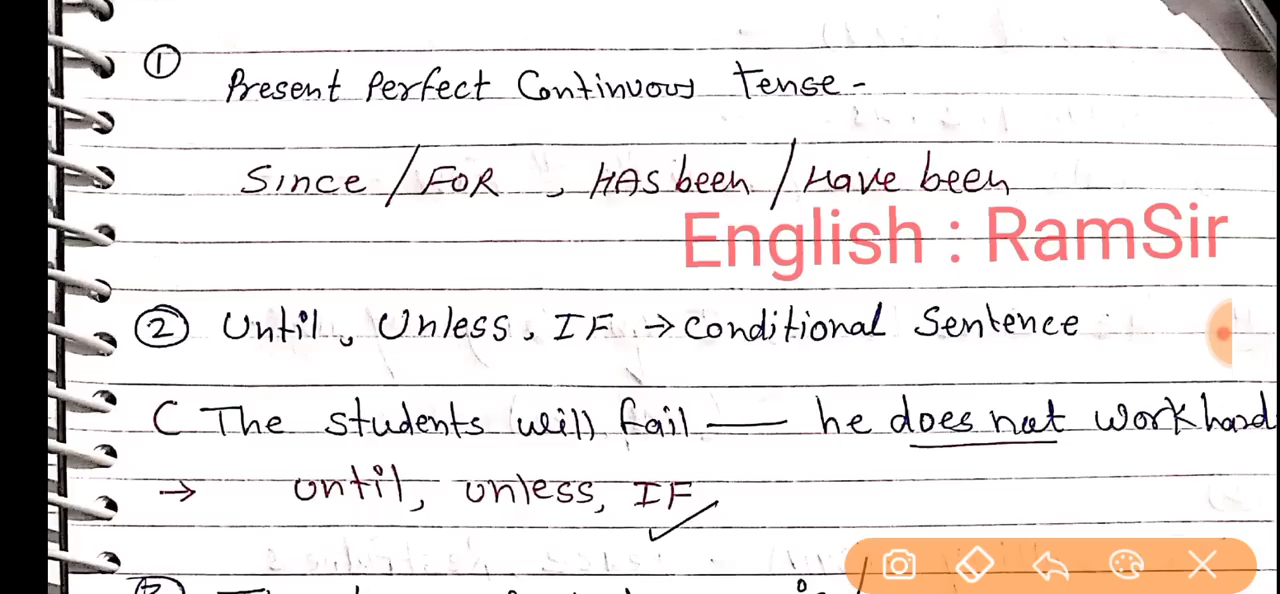 ① Present Perfect Continuous Tense -
Since / FOR , HAS been / Have been
English : RamSir
② Until, Unless, IF → Conditional Sentence
( The students will fail — he does not work hard
→ until, unless, IF